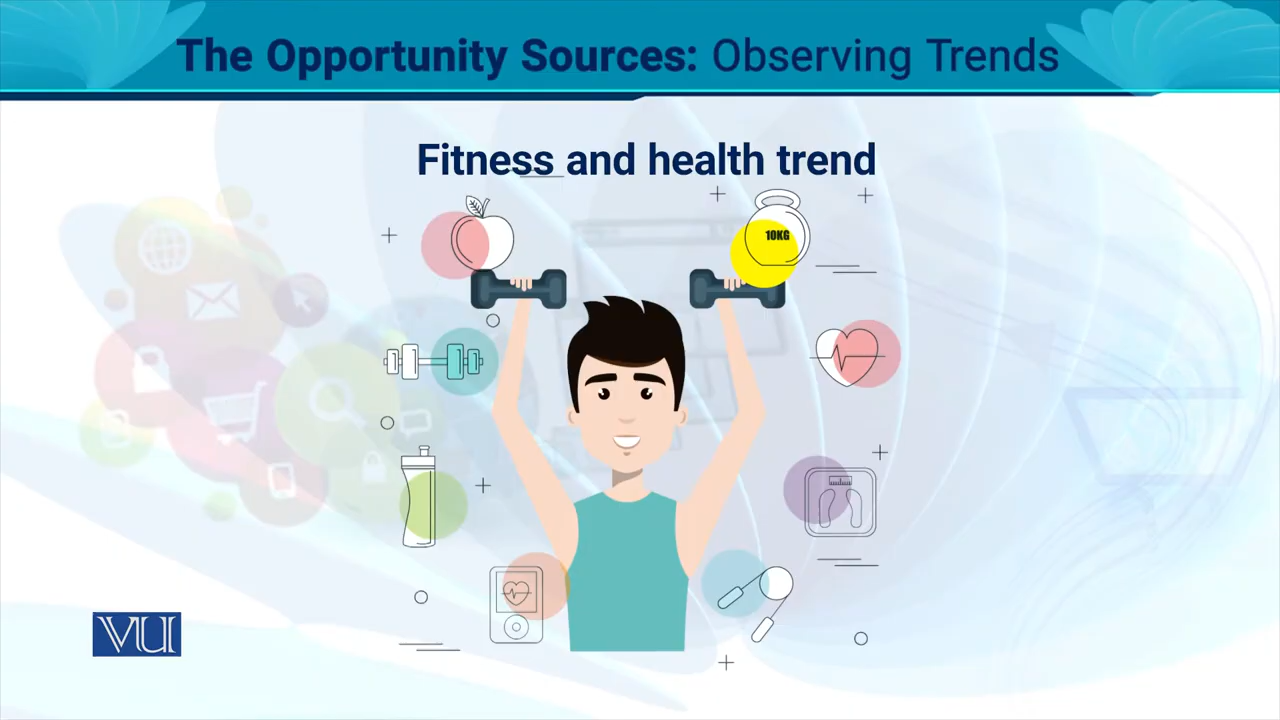 The Opportunity Sources: Observing Trends
Fitness and health trend
10KG
VU